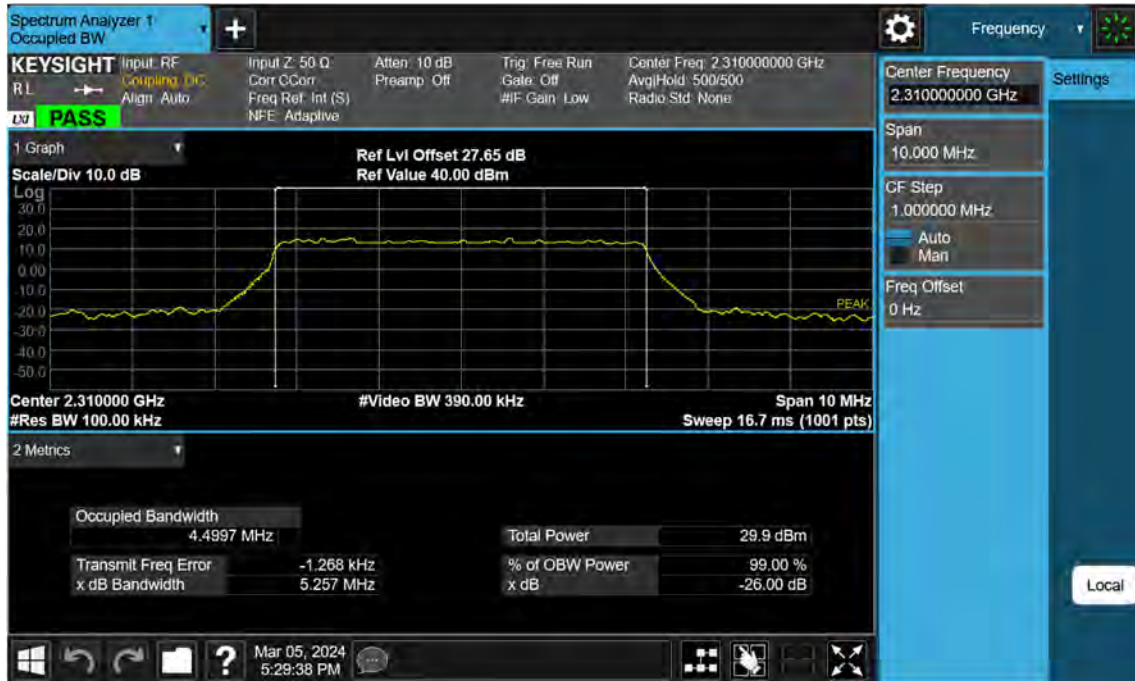 Spectrum Analyzer 1
Occupied BW
+
Frequency
KEYSIGHT
RL
LXI
PASS
Input: RF
Coupling: DC
Align: Auto
Input Z: 50 Ω
Corr CCorr
Freq Ref: Int (S)
NFE: Adaptive
Atten: 10 dB
Preamp: Off
Trig: Free Run
Gate: Off
#IF Gain: Low
Center Freq: 2.310000000 GHz
Avg|Hold: 500/500
Radio Std: None
Center Frequency
2.310000000 GHz
Settings
Span
10.000 MHz
CF Step
1.000000 MHz
Auto
Man
Freq Offset
0 Hz
Local
1 Graph
Scale/Div 10.0 dB
Ref Lvl Offset 27.65 dB
Ref Value 40.00 dBm
Log
30.0
20.0
10.0
0.00
-10.0
-20.0
-30.0
-40.0
-50.0
PEAK
Center 2.310000 GHz
#Video BW 390.00 kHz
Span 10 MHz
#Res BW 100.00 kHz
Sweep 16.7 ms (1001 pts)
2 Metrics
Occupied Bandwidth
4.4997 MHz
Total Power 29.9 dBm
Transmit Freq Error -1.268 kHz
% of OBW Power 99.00 %
x dB Bandwidth 5.257 MHz
x dB -26.00 dB
?
Mar 05, 2024
5:29:38 PM